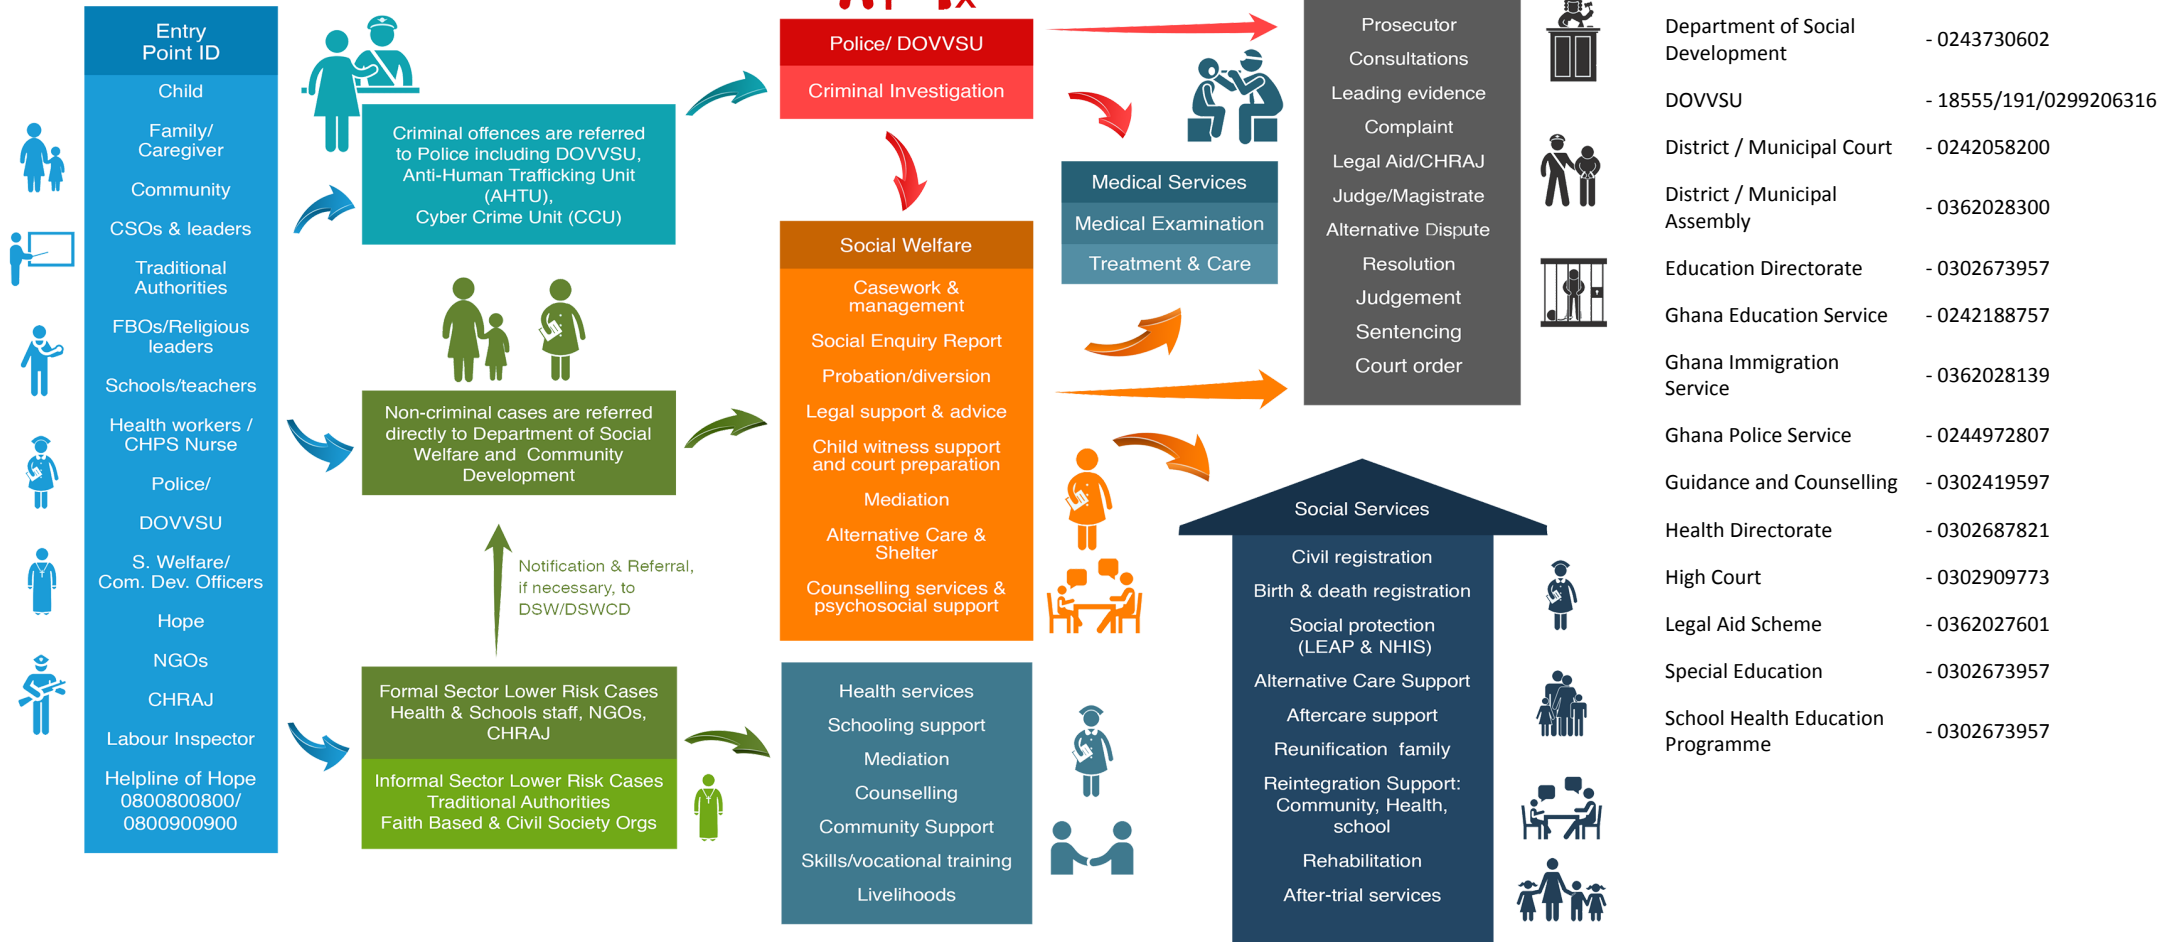 Entry
Point ID
Child
Family/
Caregiver
Community
CSOs & leaders
Traditional
Authorities
FBOs/Religious
leaders
Schools/teachers
Health workers /
CHPS Nurse
Police/
DOVVSU
S. Welfare/
Com. Dev. Officers
Hope
NGOs
CHRAJ
Labour Inspector
Helpline of Hope
0800800800/
0800900900
Criminal offences are referred
to Police including DOVVSU,
Anti-Human Trafficking Unit
(AHTU),
Cyber Crime Unit (CCU)
Non-criminal cases are referred
directly to Department of Social
Welfare and Community
Development
Notification & Referral,
if necessary, to
DSW/DSWCD
Formal Sector Lower Risk Cases
Health & Schools staff, NGOs,
CHRAJ
Informal Sector Lower Risk Cases
Traditional Authorities
Faith Based & Civil Society Orgs
Police/ DOVVSU
Criminal Investigation
Social Welfare
Casework &
management
Social Enquiry Report
Probation/diversion
Legal support & advice
Child witness support
and court preparation
Mediation
Alternative Care &
Shelter
Counselling services &
psychosocial support
Health services
Schooling support
Mediation
Counselling
Community Support
Skills/vocational training
Livelihoods
Medical Services
Medical Examination
Treatment & Care
Prosecutor
Consultations
Leading evidence
Complaint
Legal Aid/CHRAJ
Judge/Magistrate
Alternative Dispute
Resolution
Judgement
Sentencing
Court order
Social Services
Civil registration
Birth & death registration
Social protection
(LEAP & NHIS)
Alternative Care Support
Aftercare support
Reunification family
Reintegration Support:
Community, Health,
school
Rehabilitation
After-trial services
Department of Social
Development - 0243730602
DOVVSU - 18555/191/0299206316
District / Municipal Court - 0242058200
District / Municipal
Assembly - 0362028300
Education Directorate - 0302673957
Ghana Education Service - 0242188757
Ghana Immigration
Service - 0362028139
Ghana Police Service - 0244972807
Guidance and Counselling - 0302419597
Health Directorate - 0302687821
High Court - 0302909773
Legal Aid Scheme - 0362027601
Special Education - 0302673957
School Health Education
Programme - 0302673957